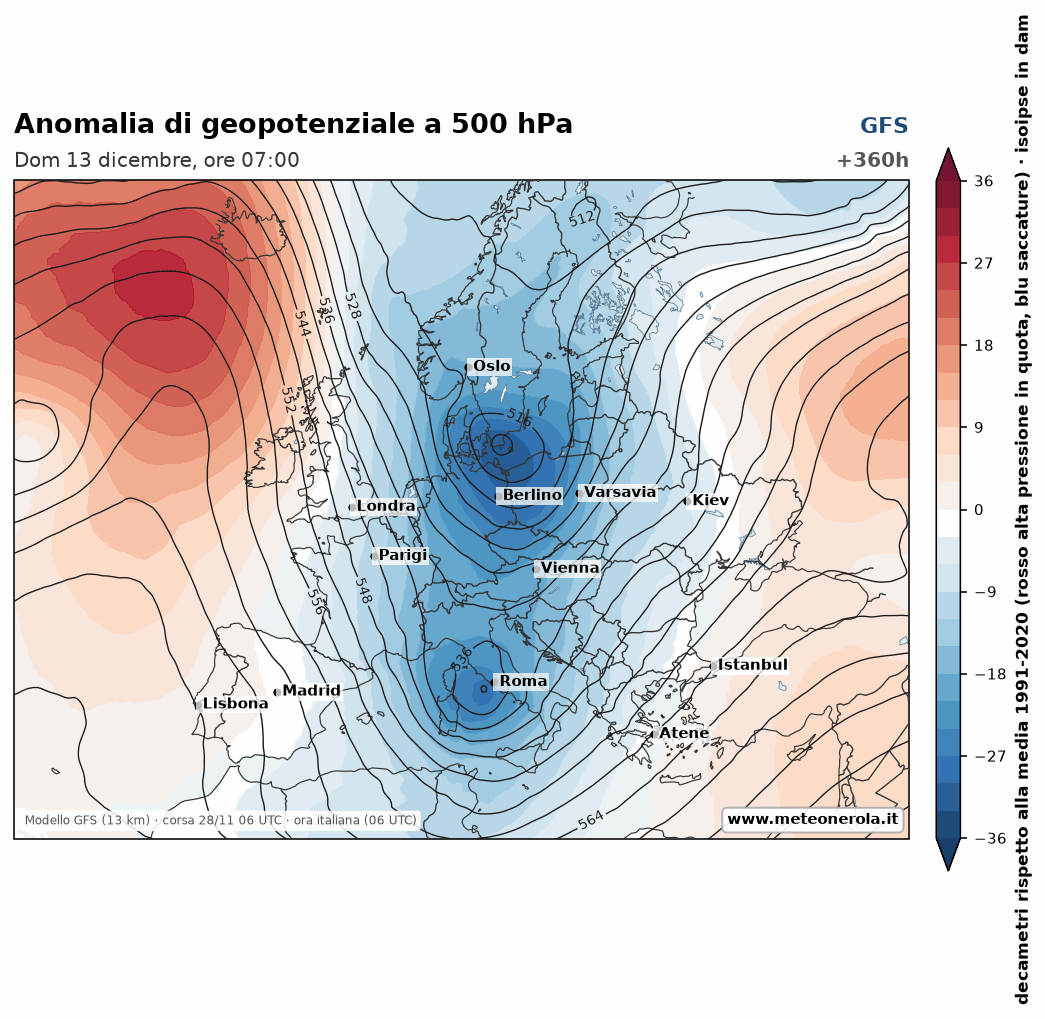 Anomalia di geopotenziale a 500 hPa
GFS
Dom 13 dicembre, ore 07:00
+360h
512
528
536
544
552
516
Oslo
Berlino
Varsavia
Kiev
Londra
Parigi
Vienna
548
556
536
Roma
Istanbul
Madrid
Lisbona
Atene
564
Modello GFS (13 km) · corsa 28/11 06 UTC · ora italiana (06 UTC)
www.meteonerola.it
36
27
18
9
0
−9
−18
−27
−36
decametri rispetto alla media 1991-2020 (rosso alta pressione in quota, blu saccature) · isoipse in dam